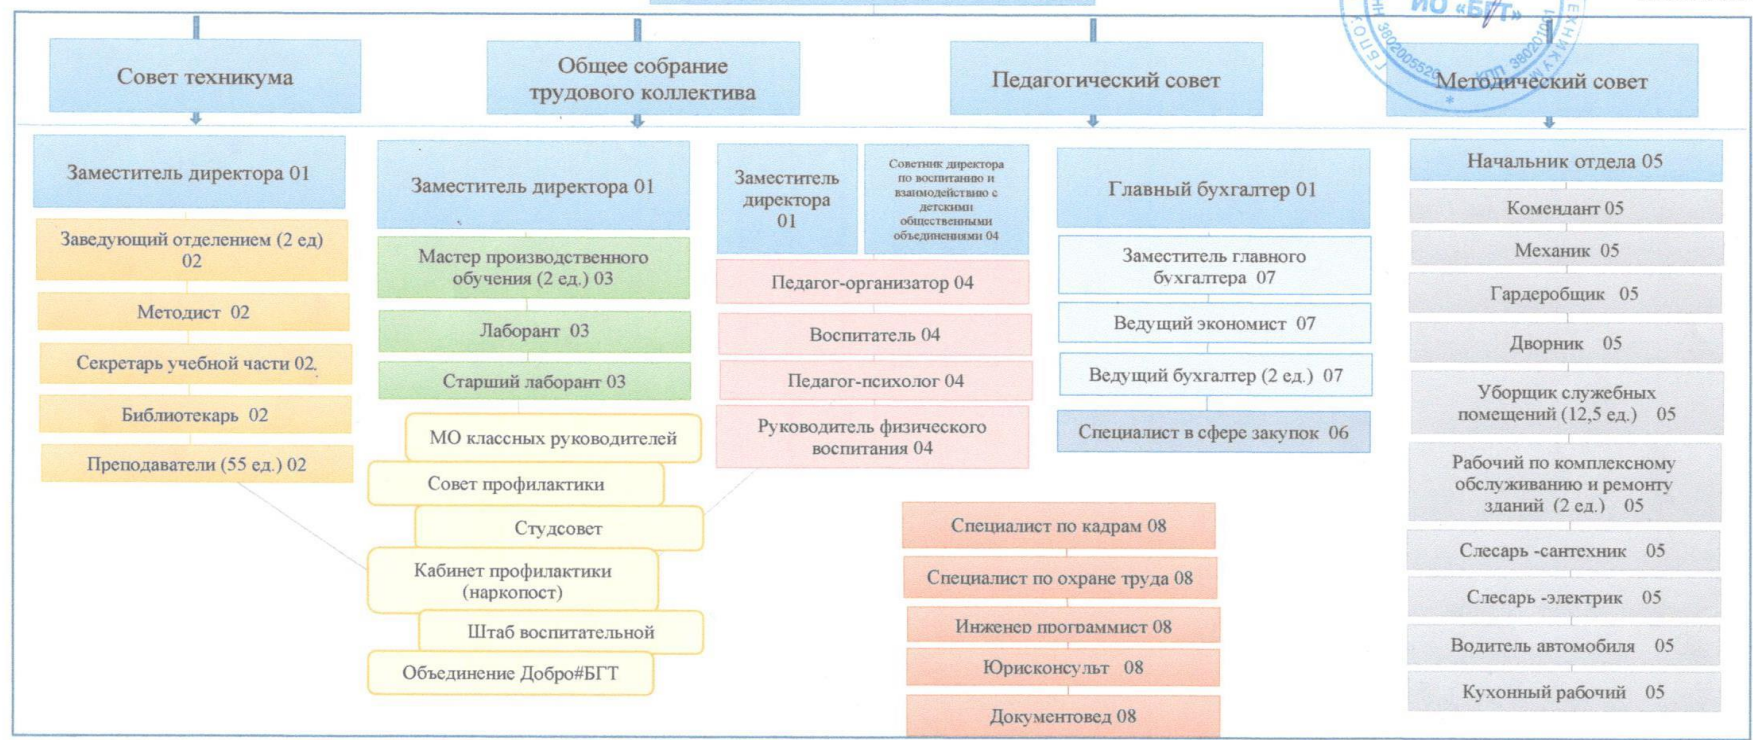 ИО «БГТ»
ИНН 3802005520
КПП 380201001
ГБПОУ
ТЕХНИКУМ
Совет техникума
Общее собрание
трудового коллектива
Педагогический совет
Методический совет
Заместитель директора 01
Заведующий отделением (2 ед)
02
Методист 02
Секретарь учебной части 02.
Библиотекарь 02
Преподаватели (55 ед.) 02
Заместитель директора 01
Мастер производственного
обучения (2 ед.) 03
Лаборант 03
Старший лаборант 03
МО классных руководителей
Совет профилактики
Студсовет
Кабинет профилактики
(наркопост)
Штаб воспитательной
Объединение Добро#БГТ
Заместитель
директора
01
Советник директора
по воспитанию и
взаимодействию с
детскими
общественными
объединениями 04
Педагог-организатор 04
Воспитатель 04
Педагог-психолог 04
Руководитель физического
воспитания 04
Главный бухгалтер 01
Заместитель главного
бухгалтера 07
Ведущий экономист 07
Ведущий бухгалтер (2 ед.) 07
Специалист в сфере закупок 06
Специалист по кадрам 08
Специалист по охране труда 08
Инженер программист 08
Юрисконсульт 08
Документовед 08
Начальник отдела 05
Комендант 05
Механик 05
Гардеробщик 05
Дворник 05
Уборщик служебных
помещений (12,5 ед.) 05
Рабочий по комплексному
обслуживанию и ремонту
зданий (2 ед.) 05
Слесарь -сантехник 05
Слесарь -электрик 05
Водитель автомобиля 05
Кухонный рабочий 05